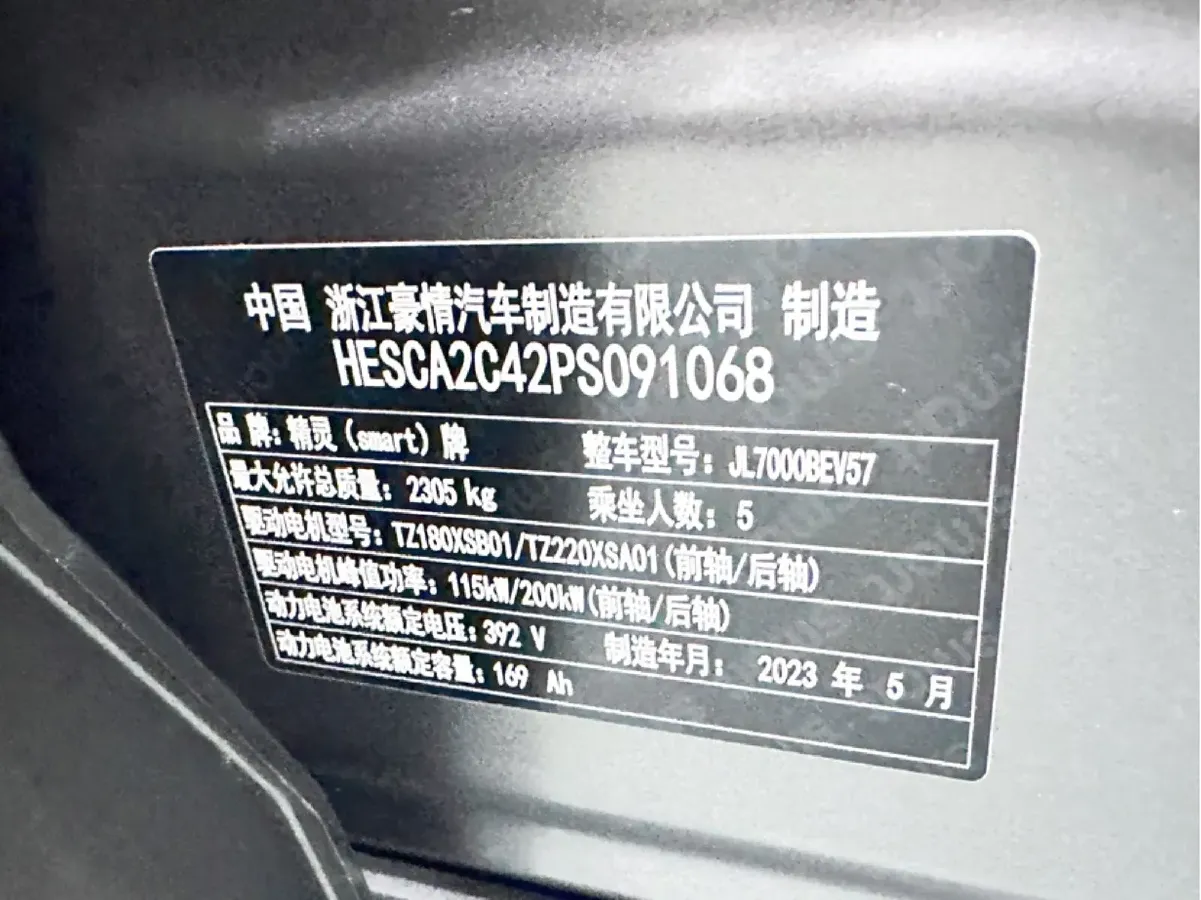 中国 浙江豪情汽车制造有限公司 制造
HESCA2C42PS091068
品 牌：精灵（smart）牌 整车型号：JL7000BEV57
最大允许总质量：2305 kg 乘坐人数：5
驱动电机型号：TZ180XSB01/TZ220XSA01(前轴/后轴)
驱动电机峰值功率：115kW/200kW(前轴/后轴)
动力电池系统额定电压：392 V 制造年月： 2023 年 5 月
动力电池系统额定容量：169 Ah